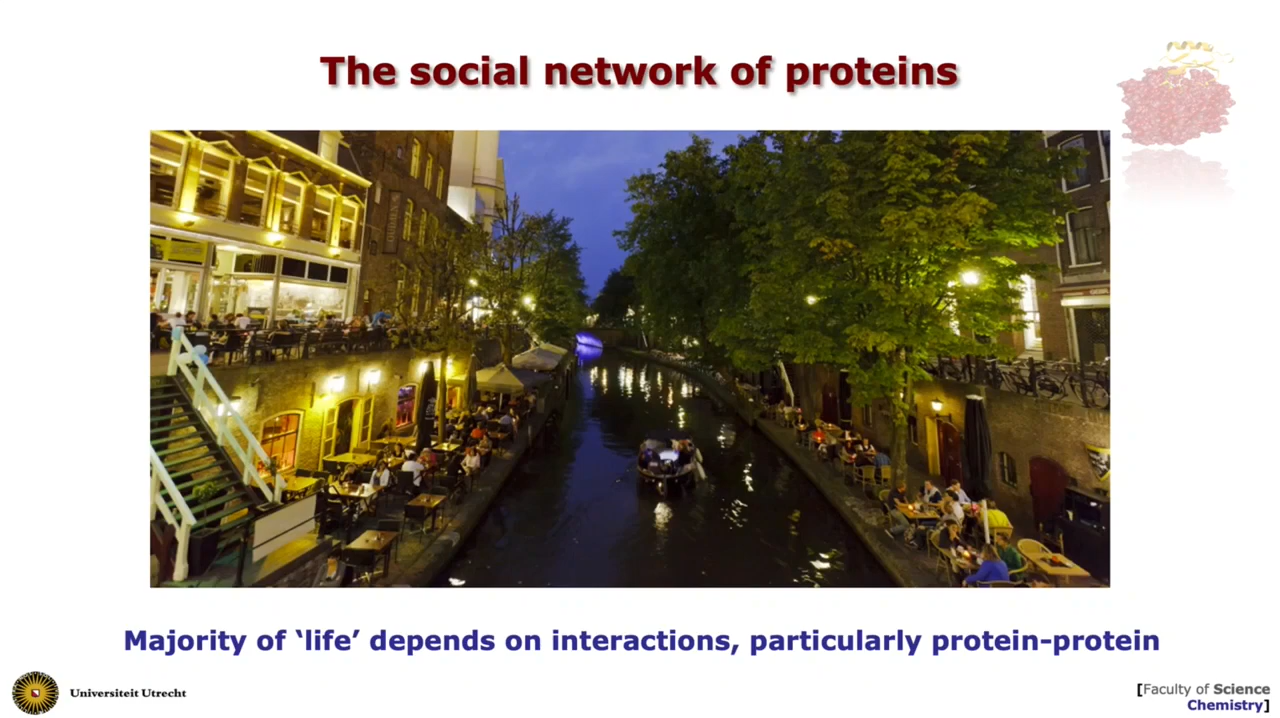 The social network of proteins
Majority of ‘life’ depends on interactions, particularly protein-protein
Universiteit Utrecht
[Faculty of Science
Chemistry]